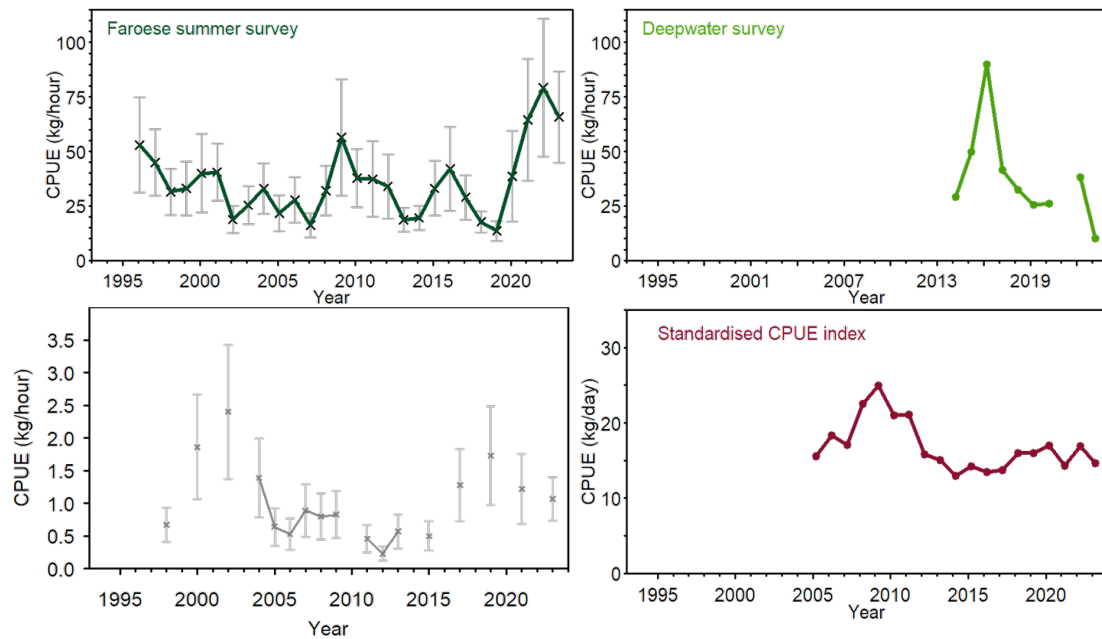 Faroese summer survey
100
75
50
25
0
CPUE (kg/hour)
1995 2000 2005 2010 2015 2020
Year
Deepwater survey
100
75
50
25
0
CPUE (kg/hour)
1995 2001 2007 2013 2019
Year
3.5
3.0
2.5
2.0
1.5
1.0
0.5
0.0
CPUE (kg/hour)
1995 2000 2005 2010 2015 2020
Year
Standardised CPUE index
30
20
10
0
CPUE (kg/day)
1995 2000 2005 2010 2015 2020
Year